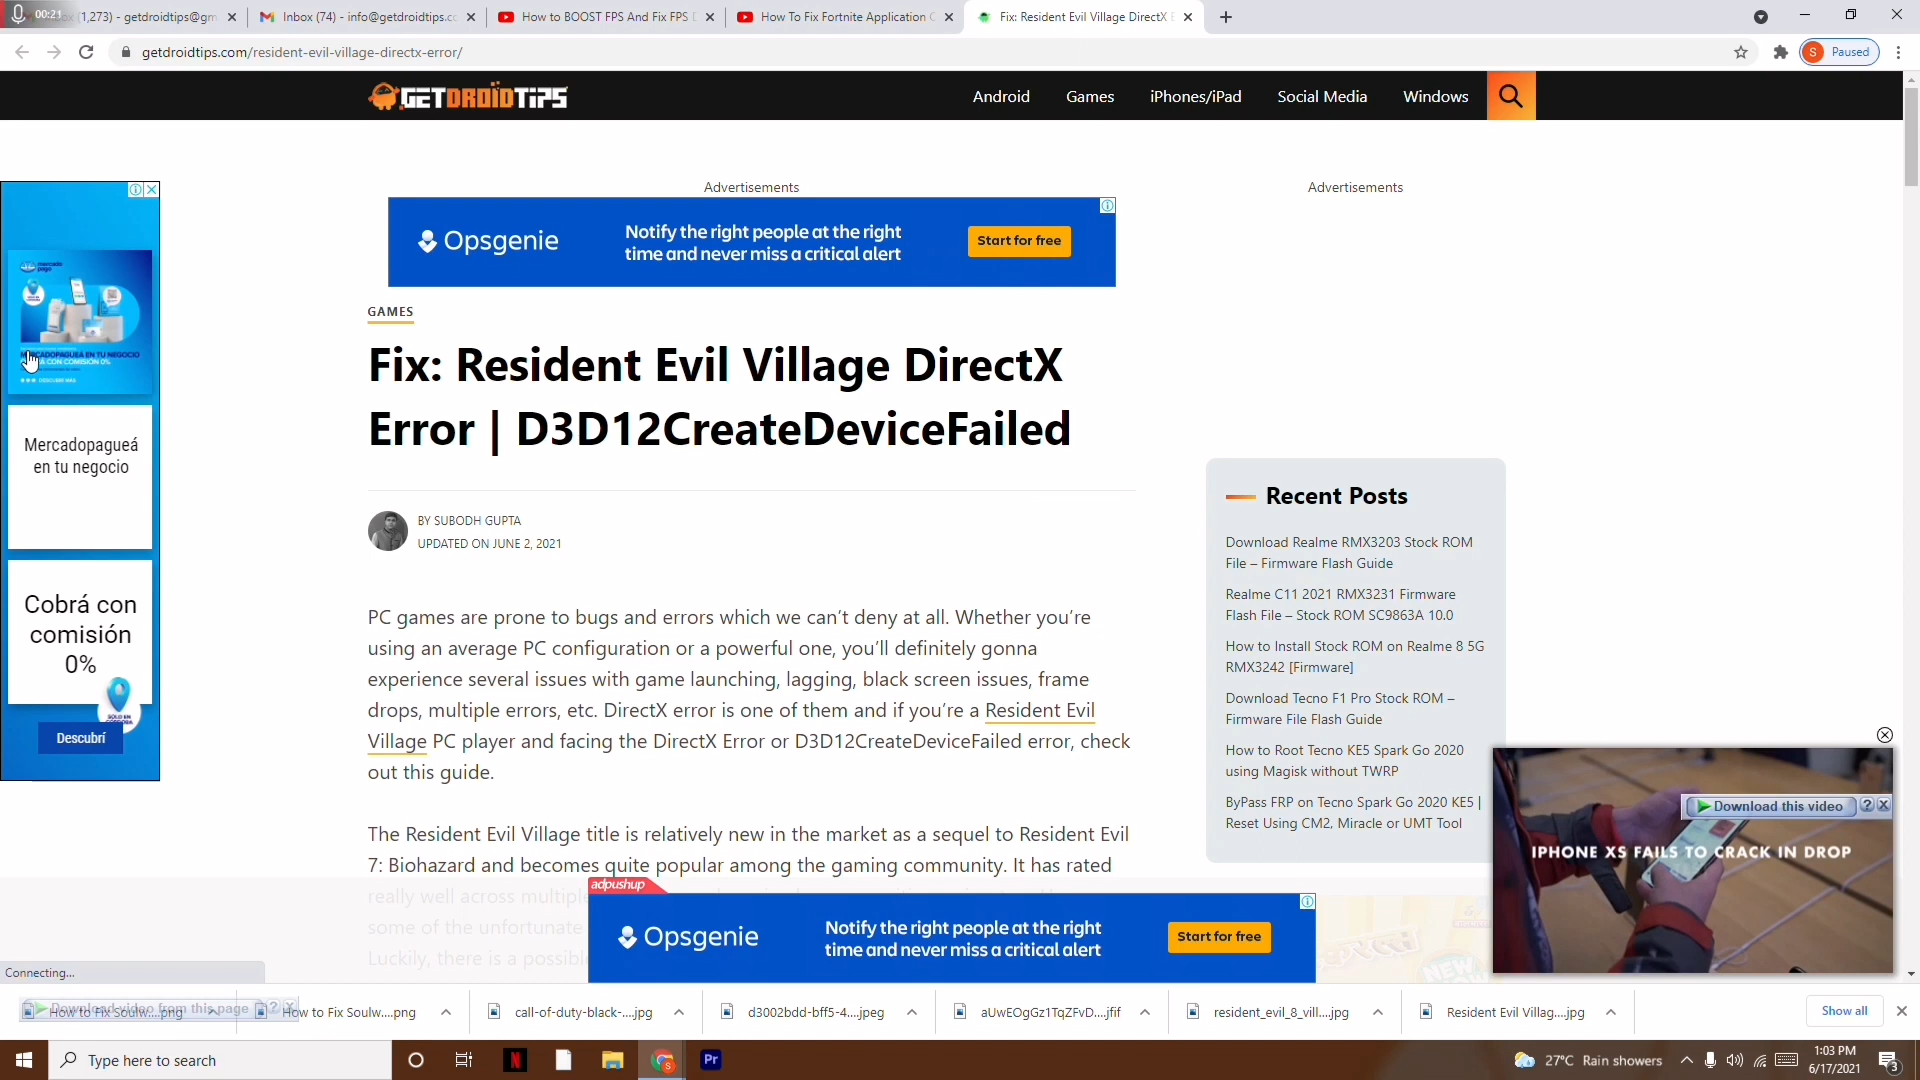 00:21
(1,273) - getdroidtips@gm
Inbox (74) - info@getdroidtips.cc
How to BOOST FPS And Fix FPS
How To Fix Fortnite Application C
Fix: Resident Evil Village DirectX E
getdroidtips.com/resident-evil-village-directx-error/
S Paused
GETDROIDTIPS
Android Games iPhones/iPad Social Media Windows
Advertisements
Advertisements
Opsgenie
Notify the right people at the right
time and never miss a critical alert
Start for free
mercado
pago
MERCADOPAGUEA EN TU NEGOCIO
CON COMISIÓN 0%
Mercadopagueá
en tu negocio
Cobrá con
comisión
0%
SOLO EN
CÓRDOBA
Descubrí
GAMES
Fix: Resident Evil Village DirectX
Error | D3D12CreateDeviceFailed
BY SUBODH GUPTA
UPDATED ON JUNE 2, 2021
PC games are prone to bugs and errors which we can't deny at all. Whether you're
using an average PC configuration or a powerful one, you'll definitely gonna
experience several issues with game launching, lagging, black screen issues, frame
drops, multiple errors, etc. DirectX error is one of them and if you're a Resident Evil
Village PC player and facing the DirectX Error or D3D12CreateDeviceFailed error, check
out this guide.
The Resident Evil Village title is relatively new in the market as a sequel to Resident Evil
7: Biohazard and becomes quite popular among the gaming community. It has rated
really well across multiple
some of the unfortunate
Luckily, there is a possibl
Recent Posts
Download Realme RMX3203 Stock ROM
File – Firmware Flash Guide
Realme C11 2021 RMX3231 Firmware
Flash File – Stock ROM SC9863A 10.0
How to Install Stock ROM on Realme 8 5G
RMX3242 [Firmware]
Download Tecno F1 Pro Stock ROM –
Firmware File Flash Guide
How to Root Tecno KE5 Spark Go 2020
using Magisk without TWRP
ByPass FRP on Tecno Spark Go 2020 KE5 |
Reset Using CM2, Miracle or UMT Tool
Download this video
IPHONE XS FAILS TO CRACK IN DROP
adpushup
Opsgenie
Notify the right people at the right
time and never miss a critical alert
Start for free
NEW
Connecting...
Download video from this page
How to Fix Soulw....png
How to Fix Soulw....png
call-of-duty-black-....jpg
d3002bdd-bff5-4....jpeg
aUwEOgGz1TqZFvD....jfif
resident_evil_8_vill....jpg
Resident Evil Villag....jpg
Show all
Type here to search
N
Pr
27°C Rain showers
1:03 PM
6/17/2021
3